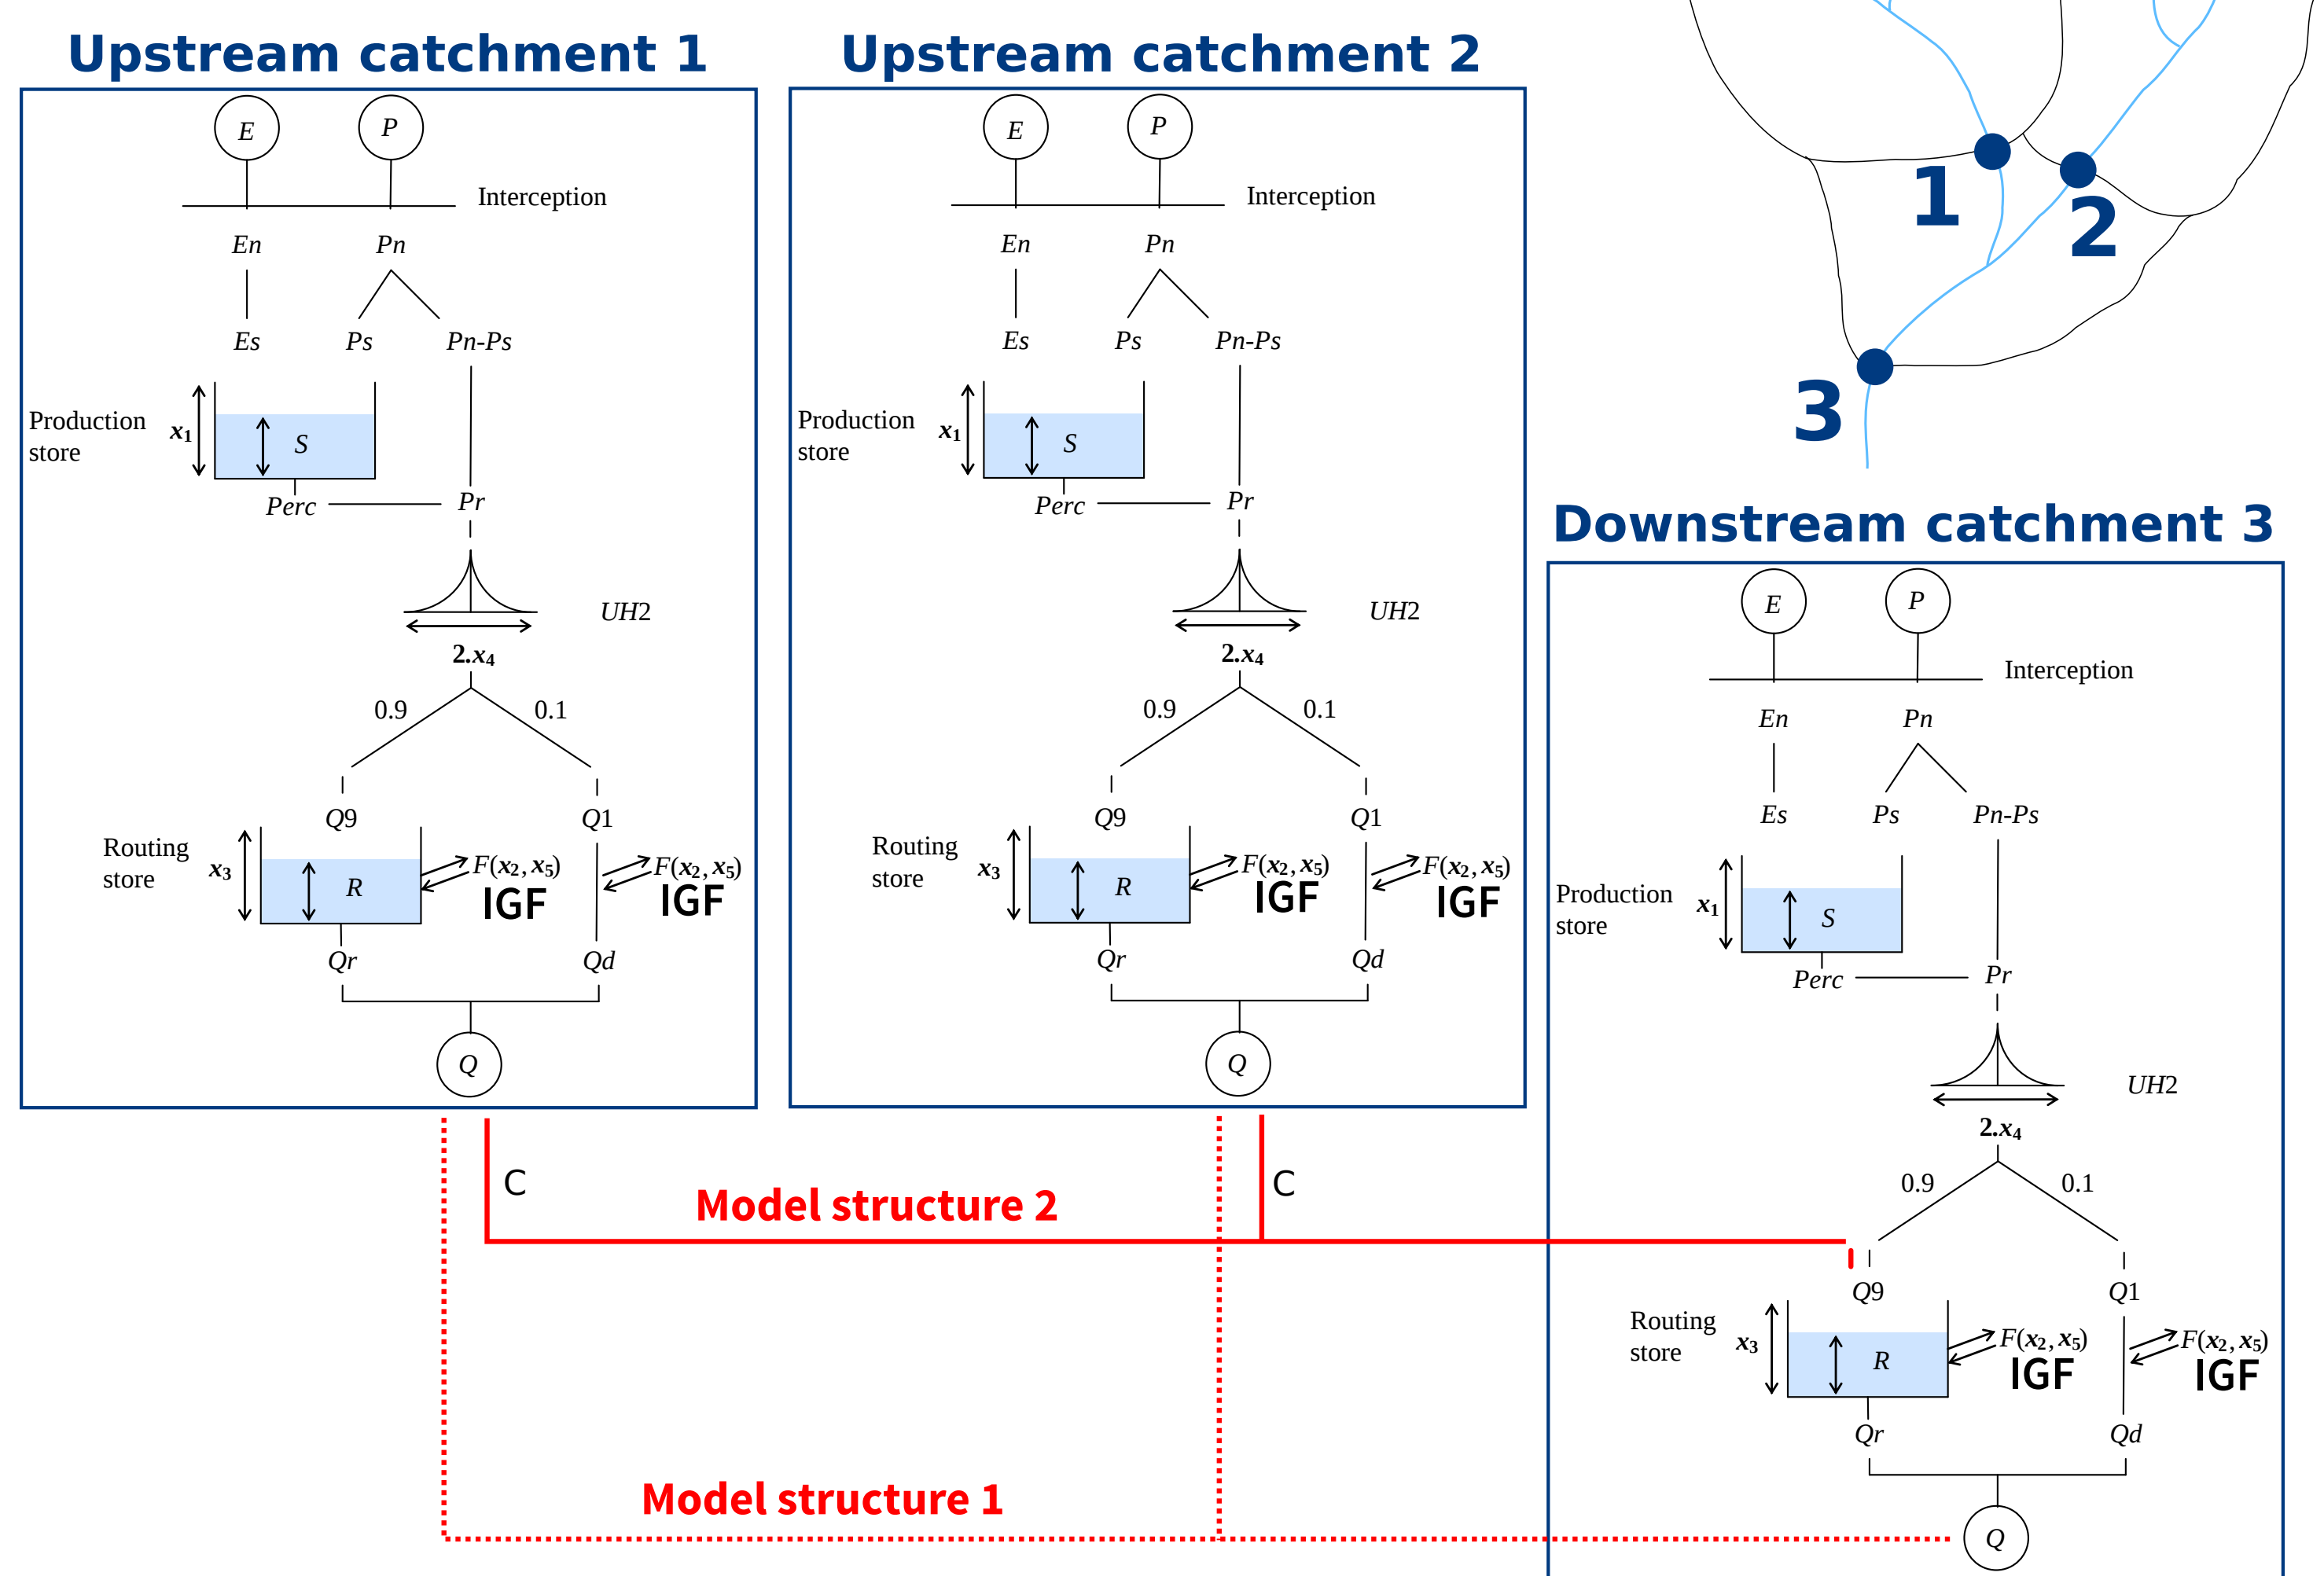 Upstream catchment 1
E
P
Interception
En
Pn
Es
Ps
Pn-Ps
Production
store
x1
S
Perc
Pr
UH2
2.x4
0.9
0.1
Q9
Q1
Routing
store
x3
R
F(x2, x5)
IGF
F(x2, x5)
IGF
Qr
Qd
Q
Upstream catchment 2
E
P
Interception
En
Pn
Es
Ps
Pn-Ps
Production
store
x1
S
Perc
Pr
UH2
2.x4
0.9
0.1
Q9
Q1
Routing
store
x3
R
F(x2, x5)
IGF
F(x2, x5)
IGF
Qr
Qd
Q
1
2
3
Downstream catchment 3
E
P
Interception
En
Pn
Es
Ps
Pn-Ps
Production
store
x1
S
Perc
Pr
UH2
2.x4
0.9
0.1
Q9
Q1
Routing
store
x3
R
F(x2, x5)
IGF
F(x2, x5)
IGF
Qr
Qd
Q
C
Model structure 2
C
Model structure 1